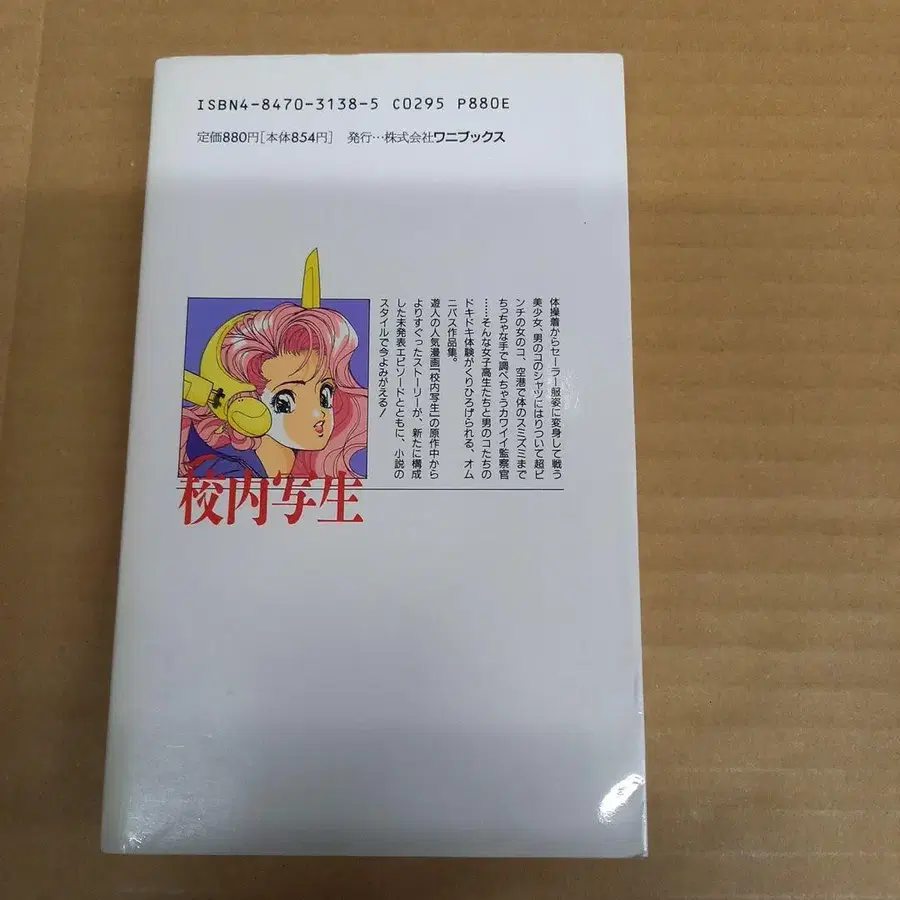 ISBN4-8470-3138-5 C0295 P880E
定価880円[本体854円] 発行…株式会社ワニブックス
体操着からセーラー服姿に変身して戦う
美少女、男のコのシャツにはりついて超ピ
ンチの女のコ、空港で体のスミズミまで
ちっちゃな手で調べちゃうカワイイ監察官
……そんな女子高生たちと男のコたちの
ドキドキ体験がくりひろげられる、オム
ニバス作品集。
遊人の人気漫画「校内写生」の原作中から
よりすぐったストーリーが、新たに構成
した未発表エピソードとともに、小説の
スタイルで今よみがえる!
校内写生